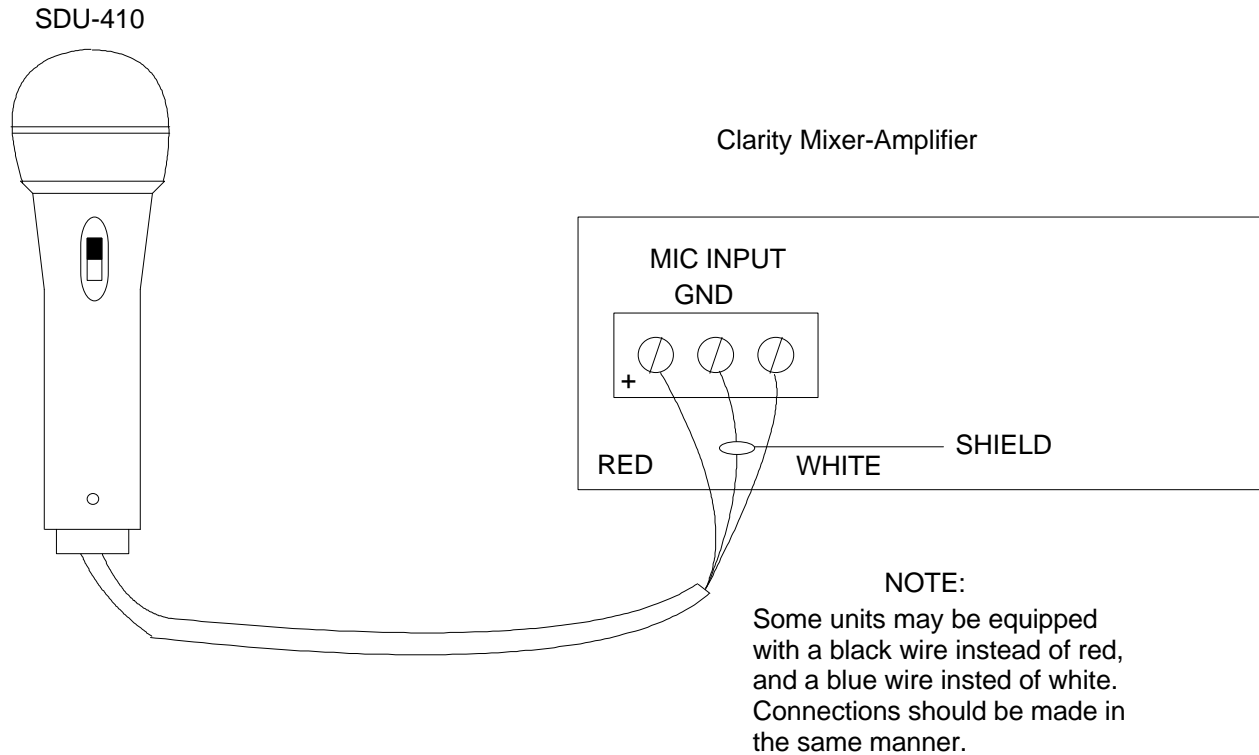 SDU-410
Clarity Mixer-Amplifier
MIC INPUT
GND
+
RED
WHITE
SHIELD
NOTE:
Some units may be equipped
with a black wire instead of red,
and a blue wire insted of white.
Connections should be made in
the same manner.